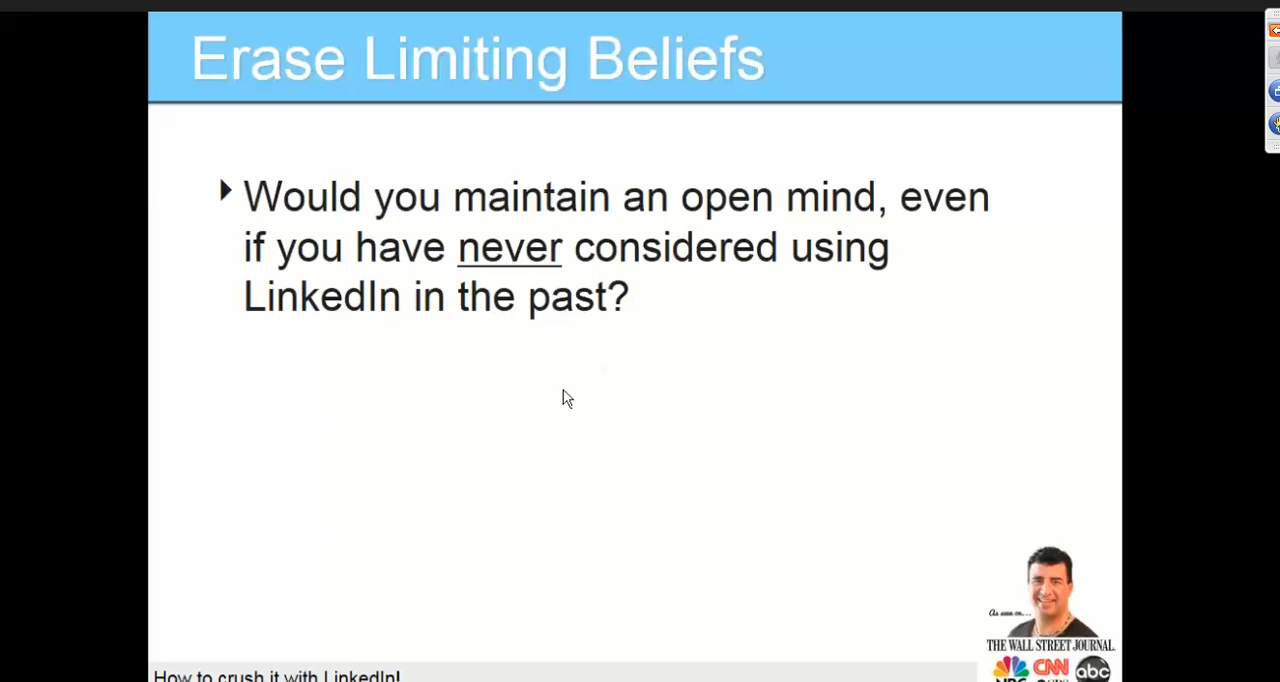 Erase Limiting Beliefs
Would you maintain an open mind, even
if you have never considered using
LinkedIn in the past?
As seen on...
THE WALL STREET JOURNAL.
CNN
abc
How to crush it with LinkedIn!